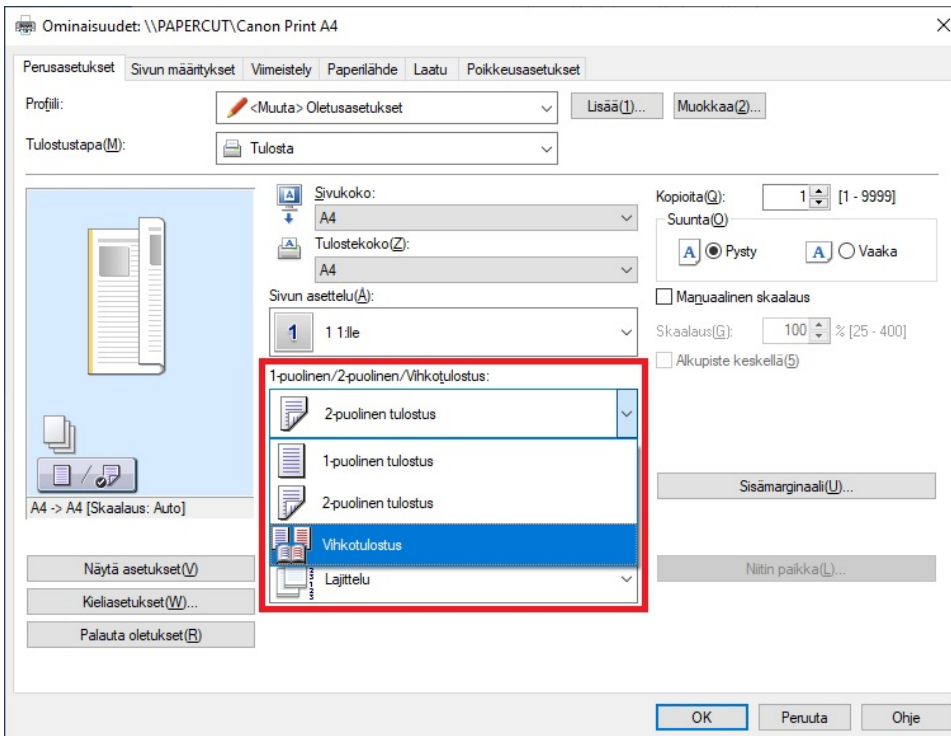 Ominaisuudet: \\PAPERCUT\Canon Print A4
Perusasetukset Sivun määritykset Viimeistely Paperilähde Laatu Poikkeusasetukset
Profiili: <Muuta> Oletusasetukset Lisää(1)... Muokkaa(2)...
Tulostustapa(M): Tulosta
Sivukoko:
A4
Tulostekoko(Z):
A4
Sivun asettelu(Å):
1 1 1:lle
1-puolinen/2-puolinen/Vihkotulostus:
2-puolinen tulostus
1-puolinen tulostus
2-puolinen tulostus
Vihkotulostus
Lajittelu
Kopioita(Q): 1 [1 - 9999]
Suunta(O)
A Pysty A Vaaka
Manuaalinen skaalaus
Skaalaus(G): 100 % [25 - 400]
Alkupiste keskellä(5)
Sisämarginaali(U)...
Niitin paikka(L)...
A4 -> A4 [Skaalaus: Auto]
Näytä asetukset(V)
Kieliasetukset(W)...
Palauta oletukset(R)
OK Peruuta Ohje